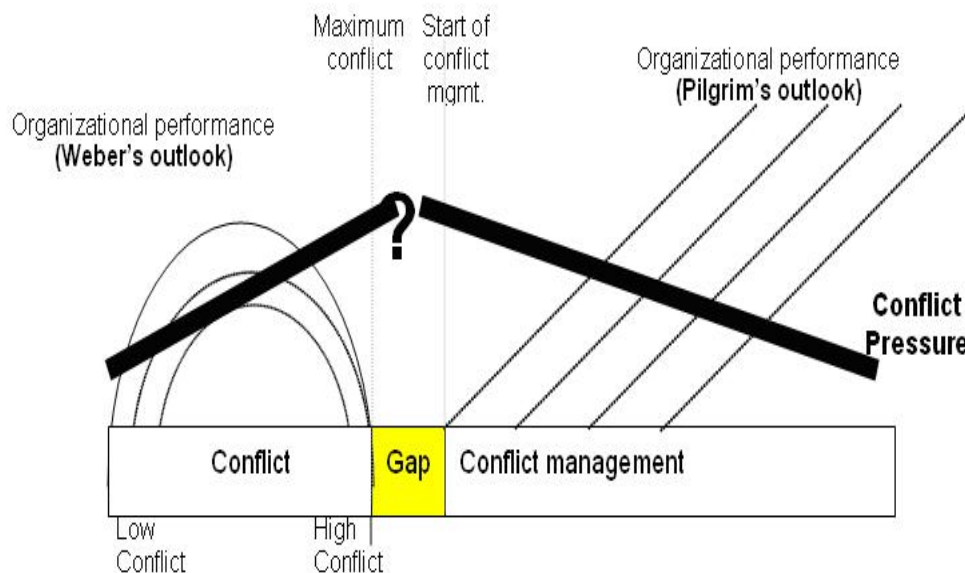 Maximum
conflict
Start of
conflict
mgmt.
Organizational performance
(Pilgrim's outlook)
Organizational performance
(Weber's outlook)
?
Conflict
Pressure
Conflict
Gap
Conflict management
Low
Conflict
High
Conflict